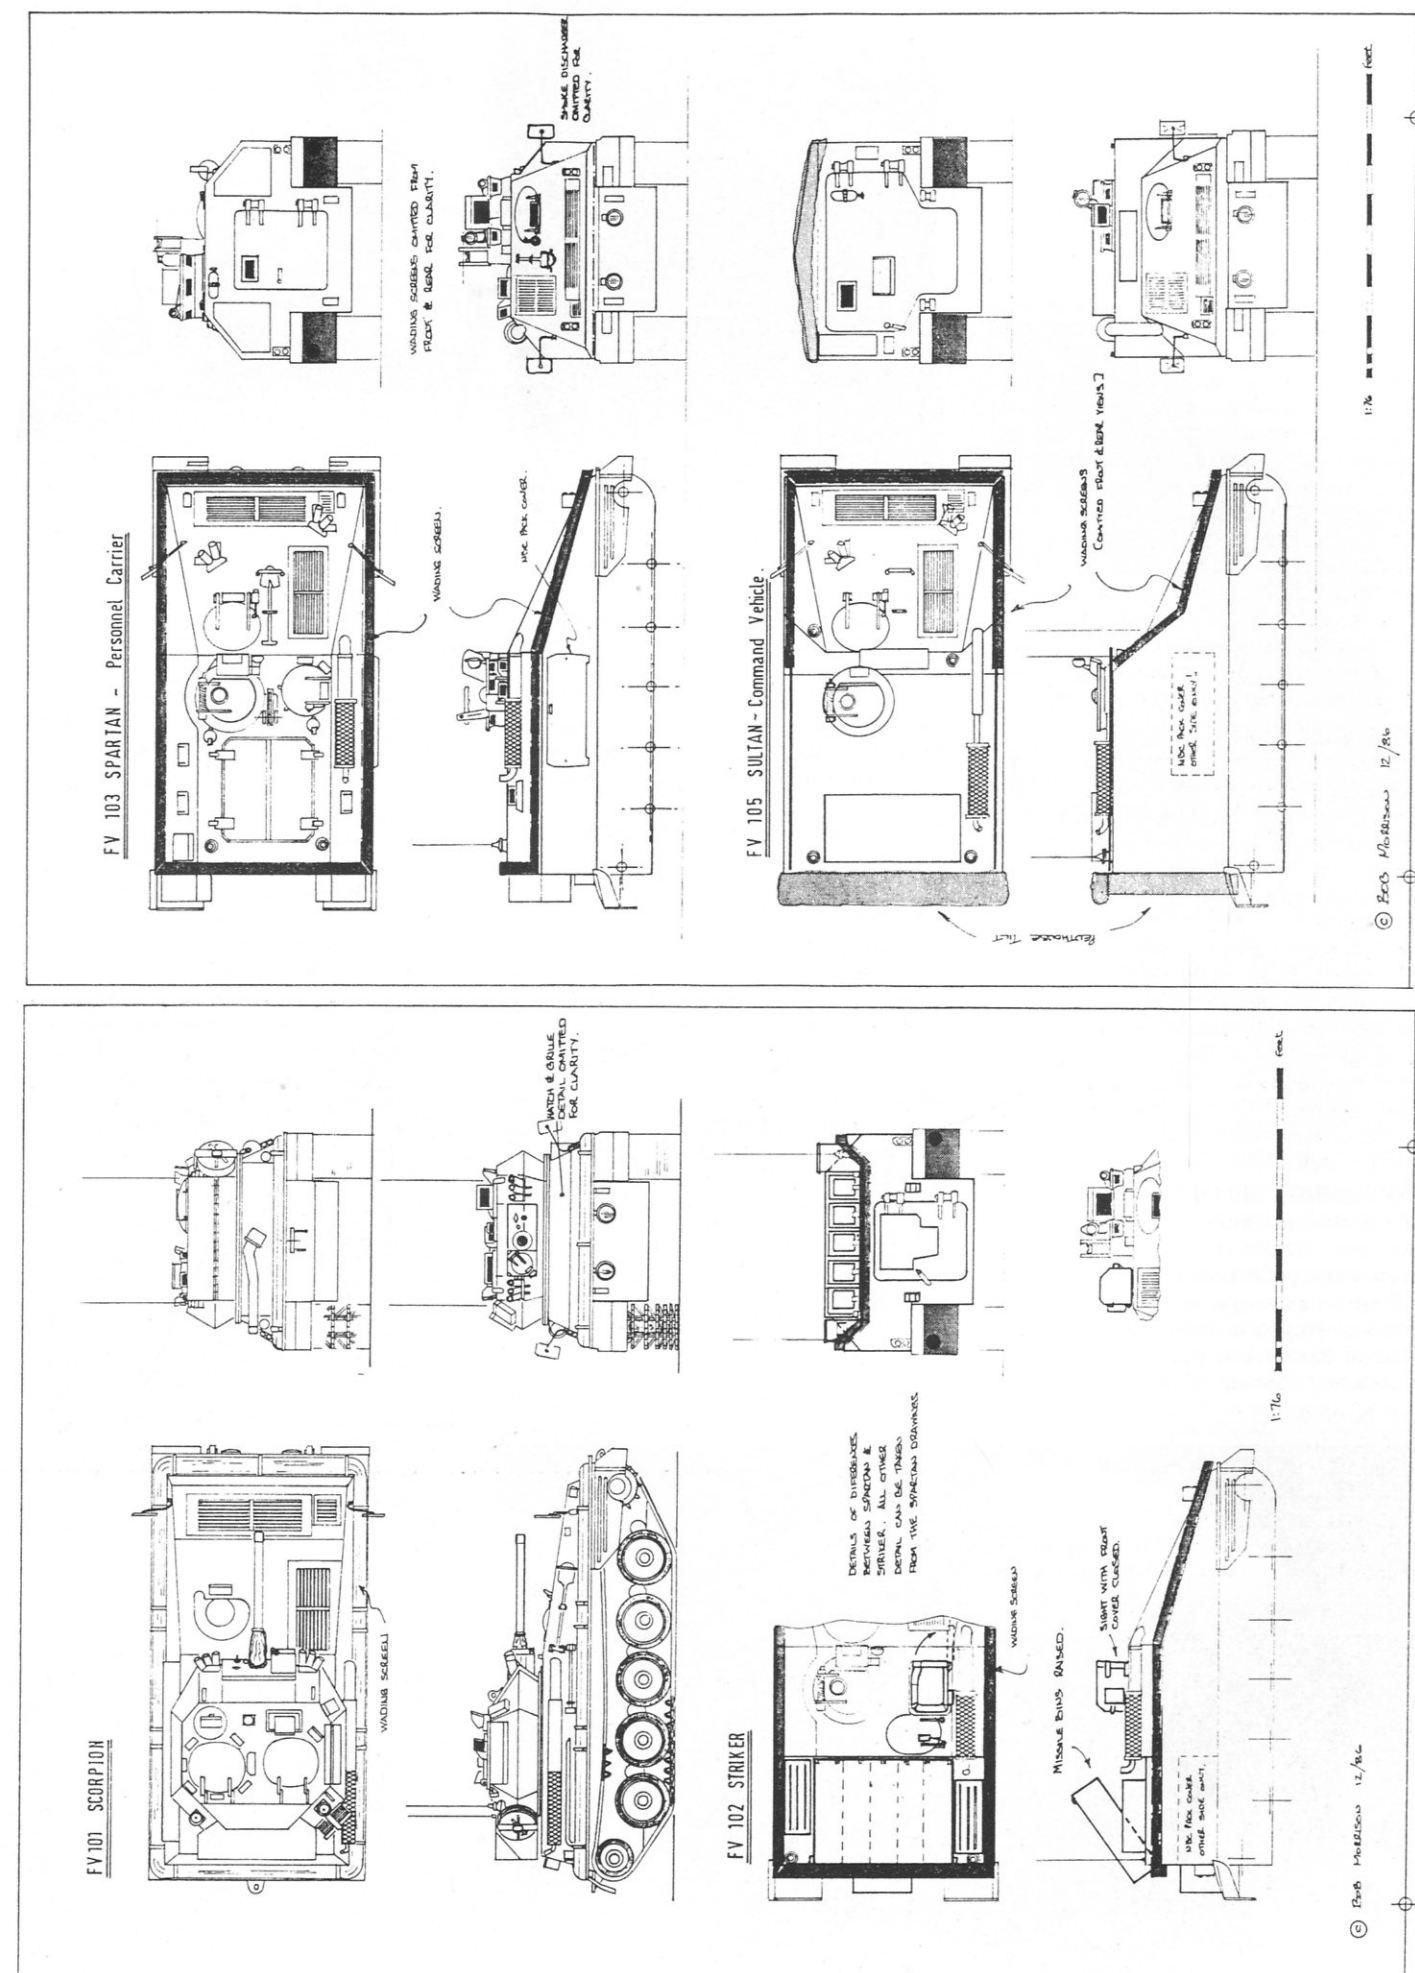 FV 103 SPARTAN - Personnel Carrier
WADING SCREENS OMITTED FROM
FRONT & REAR FOR CLARITY.
SMOKE DISCHARGER
OMITTED FOR
CLARITY.
WADING SCREEN.
NBC PACK COVER.
FV 105 SULTAN ~ Command Vehicle.
WADING SCREENS
(OMITTED FRONT & REAR VIEWS)
NBC PACK COVER
OTHER SIDE ONLY!
PENTHOUSE TILT
1:76
feet
© BOB MORRISON 12/86
FV101 SCORPION
HATCH & GRILLE
DETAIL OMITTED
FOR CLARITY.
WADING SCREEN
FV 102 STRIKER
DETAILS OF DIFFERENCES
BETWEEN SPARTAN &
STRIKER. ALL OTHER
DETAIL CAN BE TAKEN
FROM THE SPARTAN DRAWINGS
WADING SCREEN
MISSILE BINS RAISED.
SIGHT WITH FRONT
COVER CLOSED.
NBC PACK COVER
OTHER SIDE ONLY.
1:76
feet
© BOB MORRISON 12/86